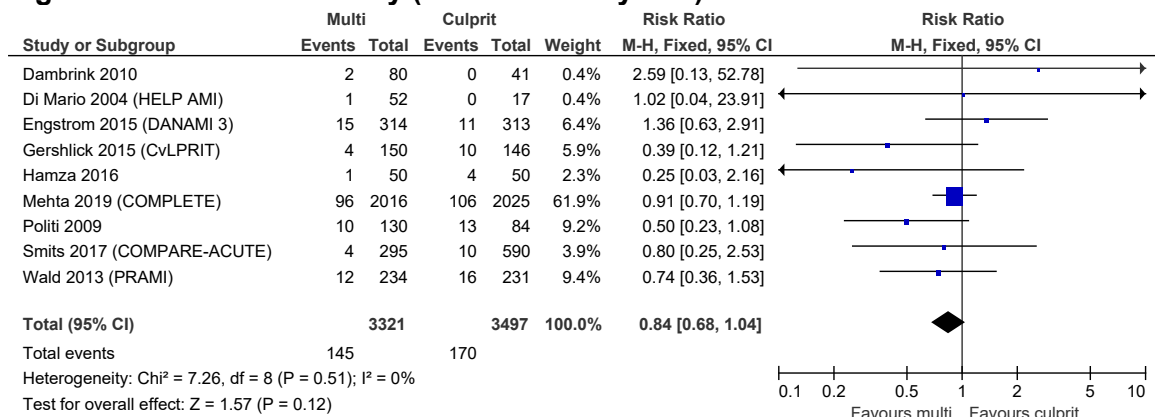 Multi Culprit Risk Ratio Risk Ratio
Study or Subgroup Events Total Events Total Weight M-H, Fixed, 95% CI M-H, Fixed, 95% CI
Dambrink 2010 2 80 0 41 0.4% 2.59 [0.13, 52.78]
Di Mario 2004 (HELP AMI) 1 52 0 17 0.4% 1.02 [0.04, 23.91]
Engstrom 2015 (DANAMI 3) 15 314 11 313 6.4% 1.36 [0.63, 2.91]
Gershlick 2015 (CvLPRIT) 4 150 10 146 5.9% 0.39 [0.12, 1.21]
Hamza 2016 1 50 4 50 2.3% 0.25 [0.03, 2.16]
Mehta 2019 (COMPLETE) 96 2016 106 2025 61.9% 0.91 [0.70, 1.19]
Politi 2009 10 130 13 84 9.2% 0.50 [0.23, 1.08]
Smits 2017 (COMPARE-ACUTE) 4 295 10 590 3.9% 0.80 [0.25, 2.53]
Wald 2013 (PRAMI) 12 234 16 231 9.4% 0.74 [0.36, 1.53]
Total (95% CI) 3321 3497 100.0% 0.84 [0.68, 1.04]
Total events 145 170
Heterogeneity: Chi² = 7.26, df = 8 (P = 0.51); I² = 0%
Test for overall effect: Z = 1.57 (P = 0.12)
0.1 0.2 0.5 1 2 5 10
Favours multi Favours culprit